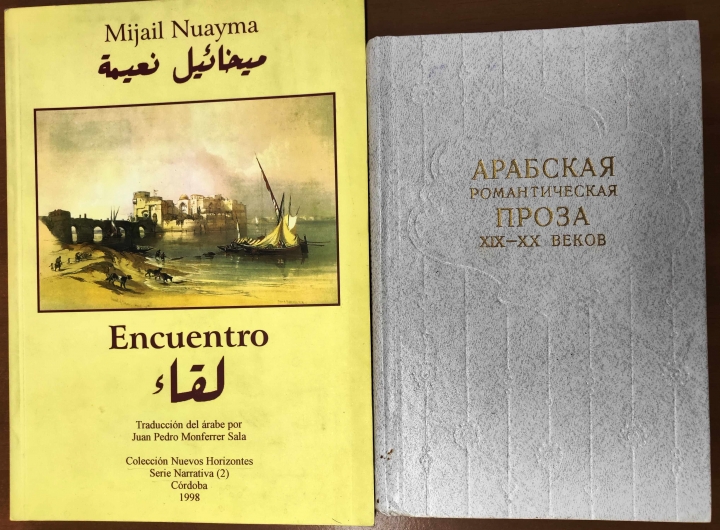 Mijail Nuayma
ميخائيل نعيمة
Encuentro
لقاء
Traducción del árabe por
Juan Pedro Monferrer Sala
Colección Nuevos Horizontes
Serie Narrativa (2)
Córdoba
1998
АРАБСКАЯ
РОМАНТИЧЕСКАЯ
ПРОЗА
XIX—XX ВЕКОВ